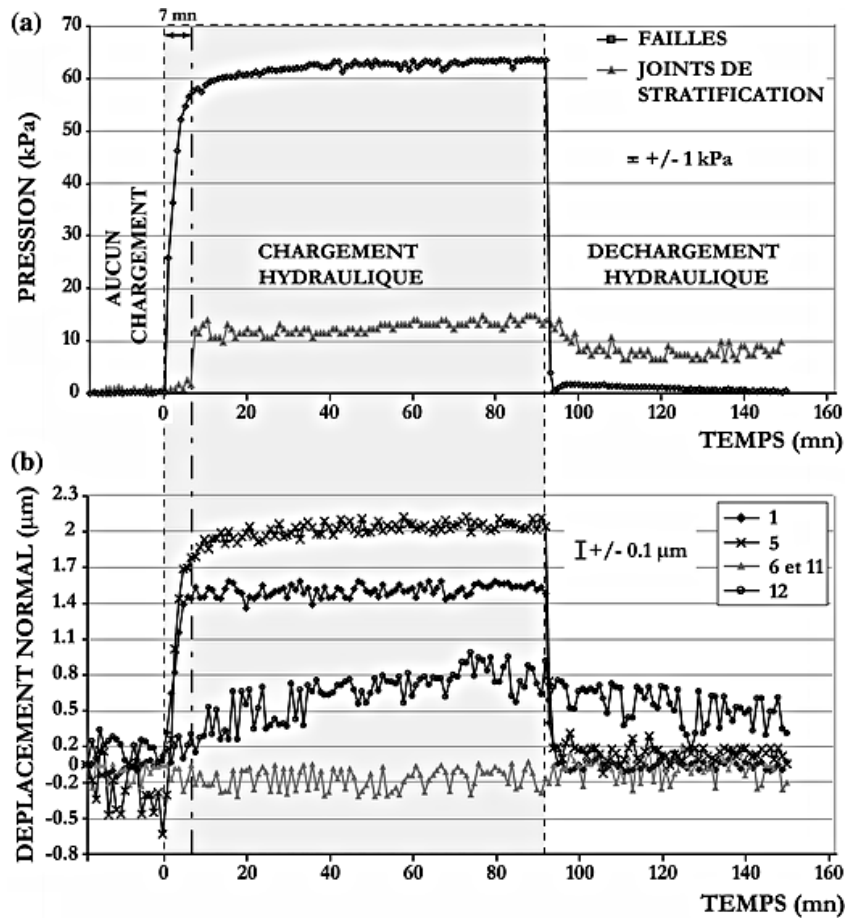 (a)
7 mn
70
60
50
40
30
20
10
0
PRESSION (kPa)
FAILLES
JOINTS DE
STRATIFICATION
+/- 1 kPa
AUCUN
CHARGEMENT
CHARGEMENT
HYDRAULIQUE
DECHARGEMENT
HYDRAULIQUE
0 20 40 60 80 100 120 140 160
TEMPS (mn)
(b)
2.3
2
1.7
1.4
1.1
0.8
0.5
0.2
0
-0.2
-0.5
-0.8
DEPLACEMENT NORMAL (μm)
+/- 0.1 μm
1
5
6 et 11
12
0 20 40 60 80 100 120 140 160
TEMPS (mn)